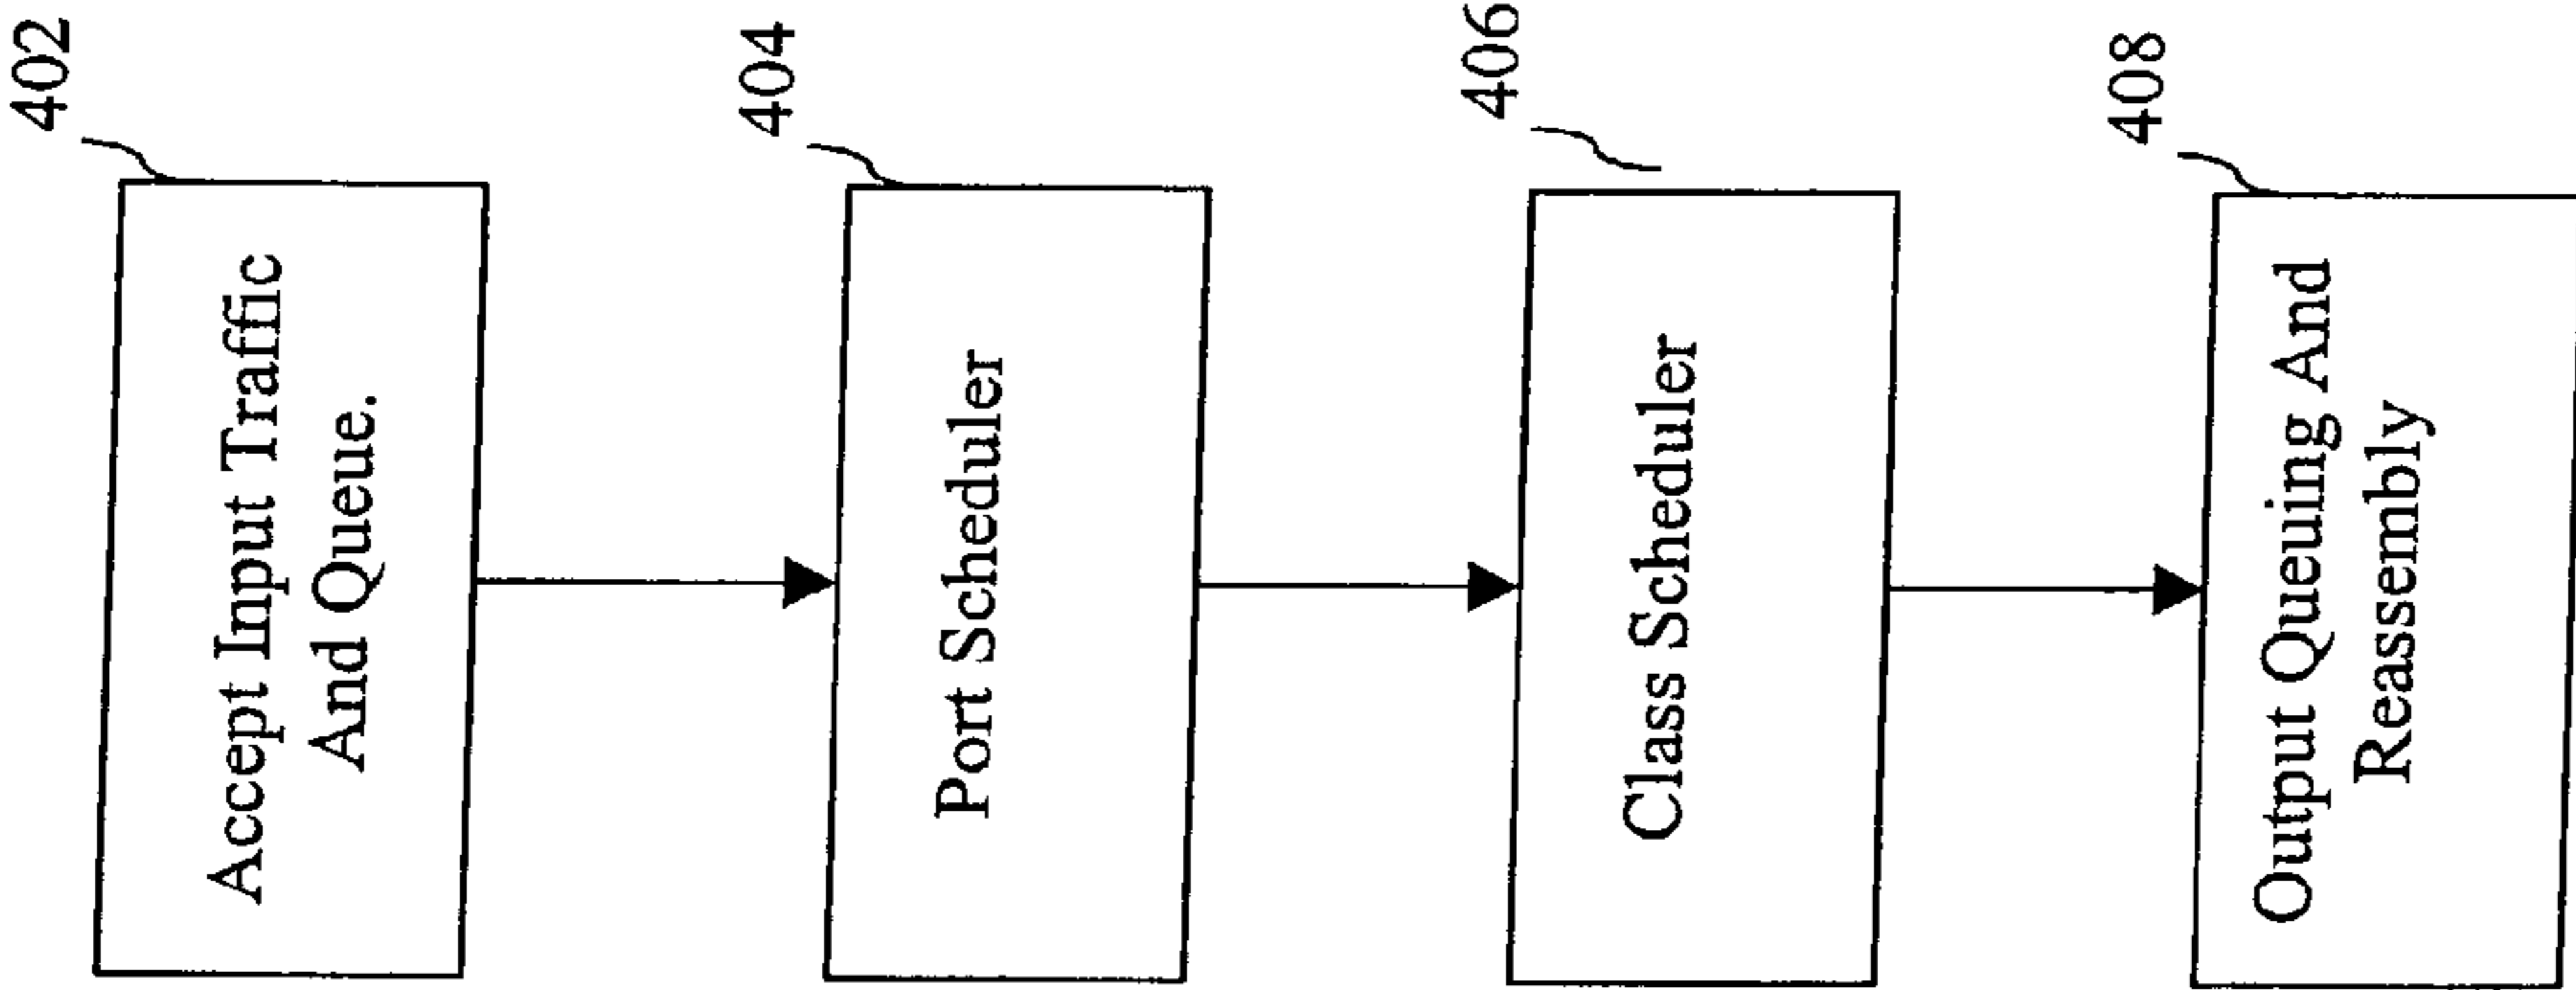 402
Accept Input Traffic
And Queue.
404
Port Scheduler
406
Class Scheduler
408
Output Queuing And
Reassembly